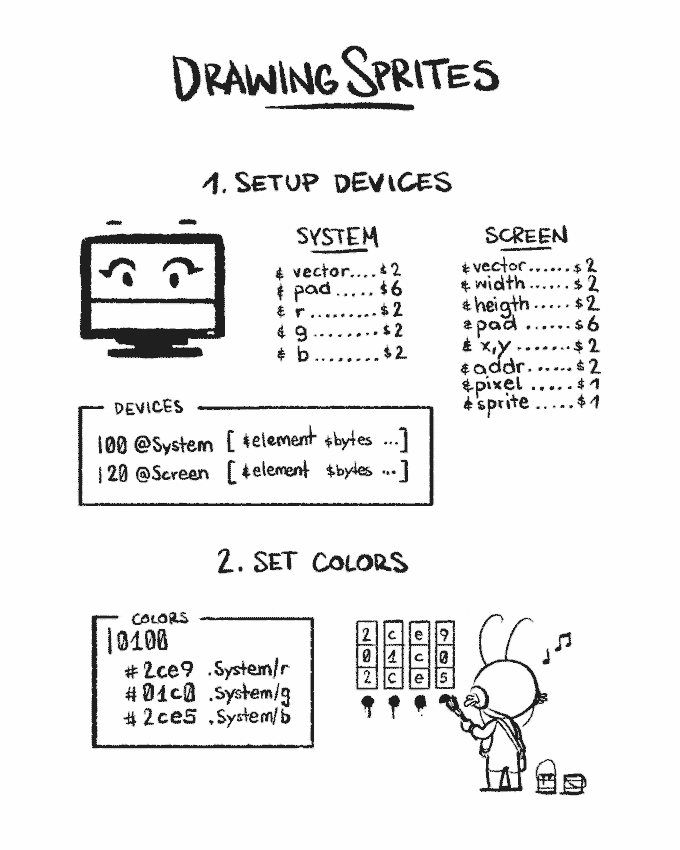 DRAWING SPRITES
1. SETUP DEVICES
SYSTEM
& vector....$2
& pad.....$6
& r.........$2
& g........$2
& b........$2
SCREEN
&vector......$2
&width......$2
&heigth.....$2
&pad ......$6
& x,y.......$2
&addr......$2
&pixel .....$1
&sprite .....$1
DEVICES
|00 @System [ &element $bytes ...]
|20 @Screen [ &element $bytes ...]
2. SET COLORS
COLORS
|0100
#2ce9 .System/r
#01c0 .System/g
#2ce5 .System/b
2 c e 9
0 1 c 0
2 c e 5